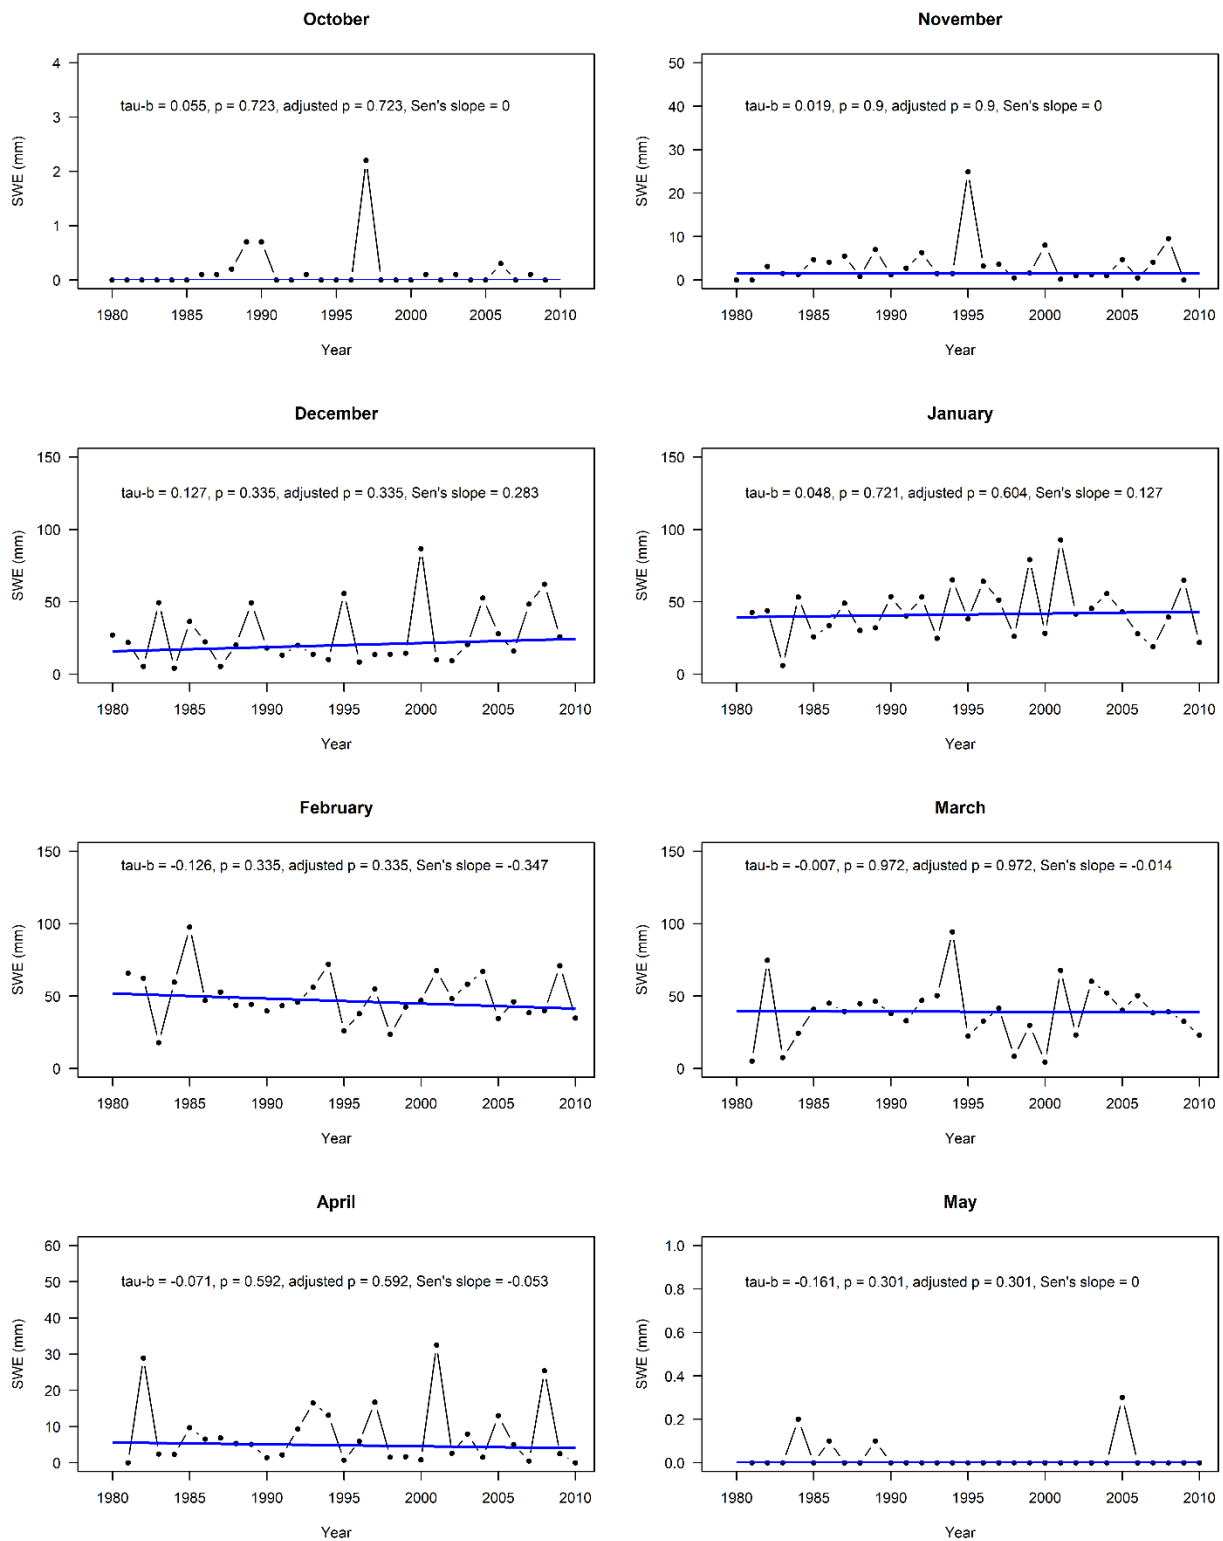 October
tau-b = 0.055, p = 0.723, adjusted p = 0.723, Sen's slope = 0
SWE (mm)
4
3
2
1
0
1980 1985 1990 1995 2000 2005 2010
Year
November
tau-b = 0.019, p = 0.9, adjusted p = 0.9, Sen's slope = 0
SWE (mm)
50
40
30
20
10
0
1980 1985 1990 1995 2000 2005 2010
Year
December
tau-b = 0.127, p = 0.335, adjusted p = 0.335, Sen's slope = 0.283
SWE (mm)
150
100
50
0
1980 1985 1990 1995 2000 2005 2010
Year
January
tau-b = 0.048, p = 0.721, adjusted p = 0.604, Sen's slope = 0.127
SWE (mm)
150
100
50
0
1980 1985 1990 1995 2000 2005 2010
Year
February
tau-b = -0.126, p = 0.335, adjusted p = 0.335, Sen's slope = -0.347
SWE (mm)
150
100
50
0
1980 1985 1990 1995 2000 2005 2010
Year
March
tau-b = -0.007, p = 0.972, adjusted p = 0.972, Sen's slope = -0.014
SWE (mm)
150
100
50
0
1980 1985 1990 1995 2000 2005 2010
Year
April
tau-b = -0.071, p = 0.592, adjusted p = 0.592, Sen's slope = -0.053
SWE (mm)
60
50
40
30
20
10
0
1980 1985 1990 1995 2000 2005 2010
Year
May
tau-b = -0.161, p = 0.301, adjusted p = 0.301, Sen's slope = 0
SWE (mm)
1.0
0.8
0.6
0.4
0.2
0.0
1980 1985 1990 1995 2000 2005 2010
Year